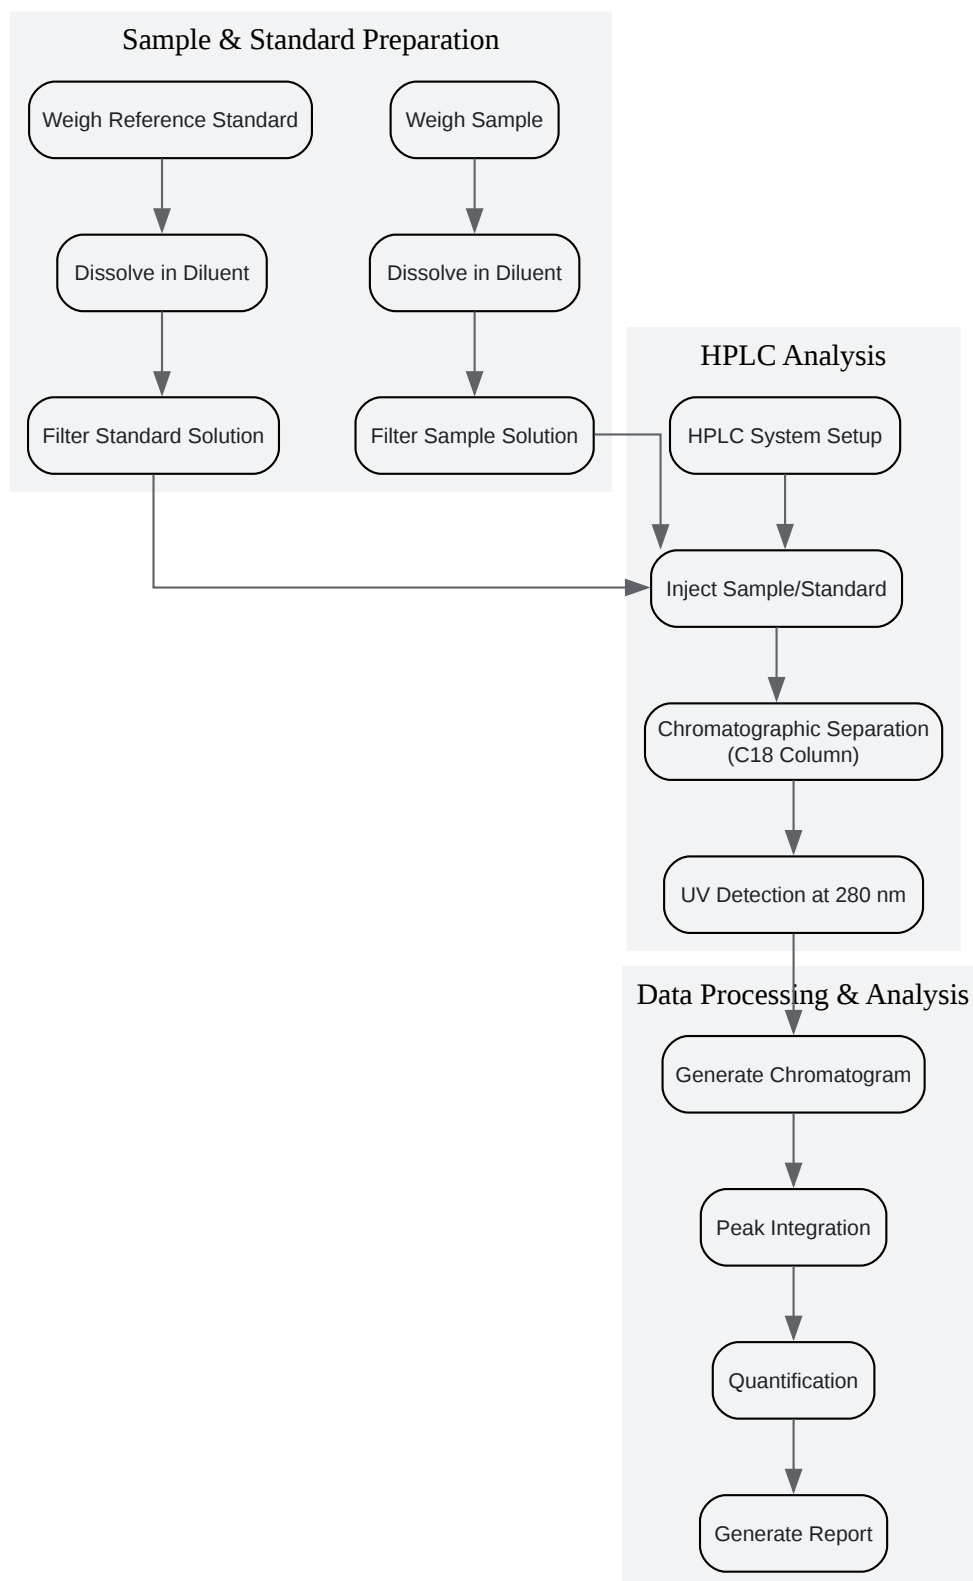 Sample & Standard Preparation
Weigh Reference Standard
Weigh Sample
Dissolve in Diluent
Dissolve in Diluent
Filter Standard Solution
Filter Sample Solution
HPLC Analysis
HPLC System Setup
Inject Sample/Standard
Chromatographic Separation
(C18 Column)
UV Detection at 280 nm
Data Processing & Analysis
Generate Chromatogram
Peak Integration
Quantification
Generate Report